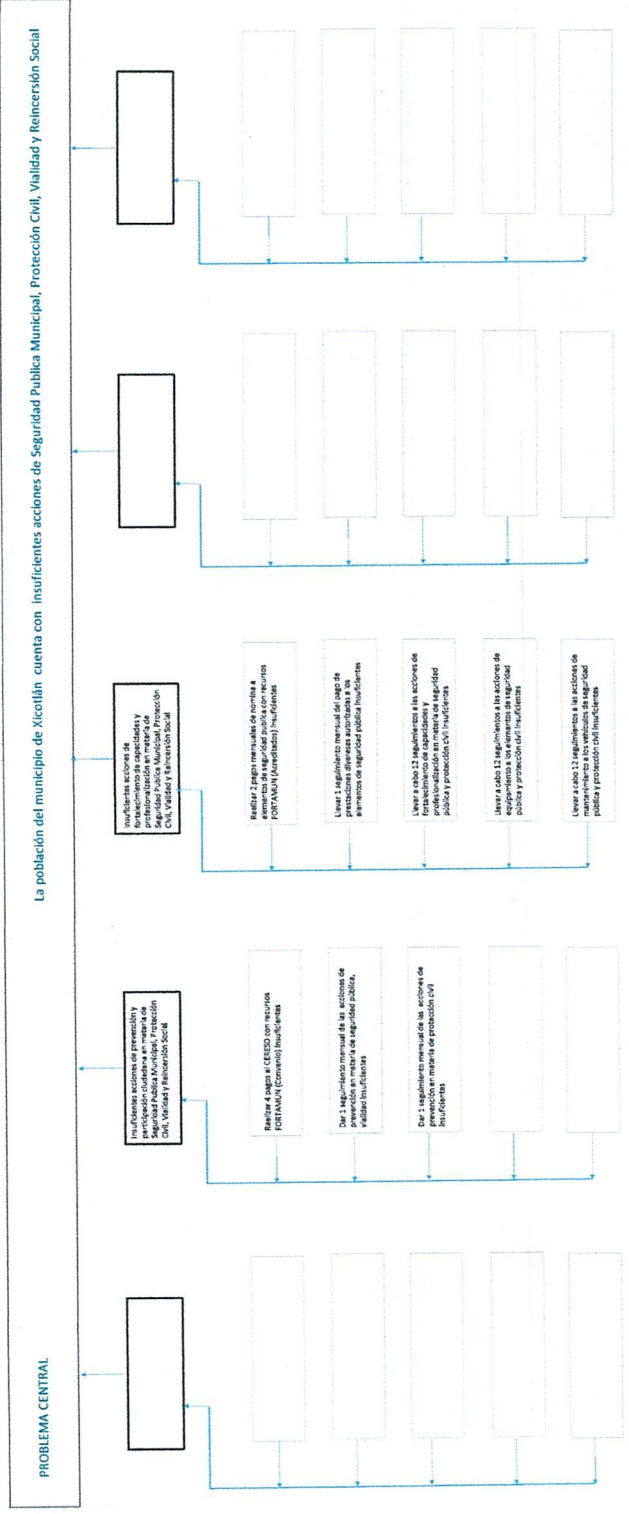 PROBLEMA CENTRAL
La población del municipio de Xicotlán cuenta con insuficientes acciones de Seguridad Publica Municipal, Protección Civil, Vialidad y Reincersión Social
Insuficientes acciones de prevención y
participación ciudadana en materia de
Seguridad Publica Municipal, Protección
Civil, Vialidad y Reincersión Social
Realizar 4 pagos al CERESO con recursos
FORTAMUN (Convenio) Insuficientes
Dar 1 seguimiento mensual de las acciones de
prevención en materia de seguridad pública,
vialidad Insuficientes
Dar 1 seguimiento mensual de las acciones de
prevención en materia de protección civil
Insuficientes
Insuficientes acciones de
fortalecimiento de capacidades y
profesionalización en materia de
Seguridad Publica Municipal, Protección
Civil, Vialidad y Reincersión Social
Realizar 2 pagos mensuales de nomina a
elementos de seguridad publica con recursos
FORTAMUN (Acreditados) Insuficientes
Llevar 1 seguimiento mensual del pago de
prestaciones diversas autorizadas a los
elementos de seguridad pública Insuficientes
Llevar a cabo 12 seguimientos a las acciones de
fortalecimiento de capacidades y
profesionalización en materia de seguridad
pública y protección civil Insuficientes
Llevar a cabo 12 seguimientos a las acciones de
equipamiento a los elementos de seguridad
pública y protección civil Insuficientes
Llevar a cabo 12 seguimientos a las acciones de
mantenimiento a los vehículos de seguridad
pública y protección civil Insuficientes